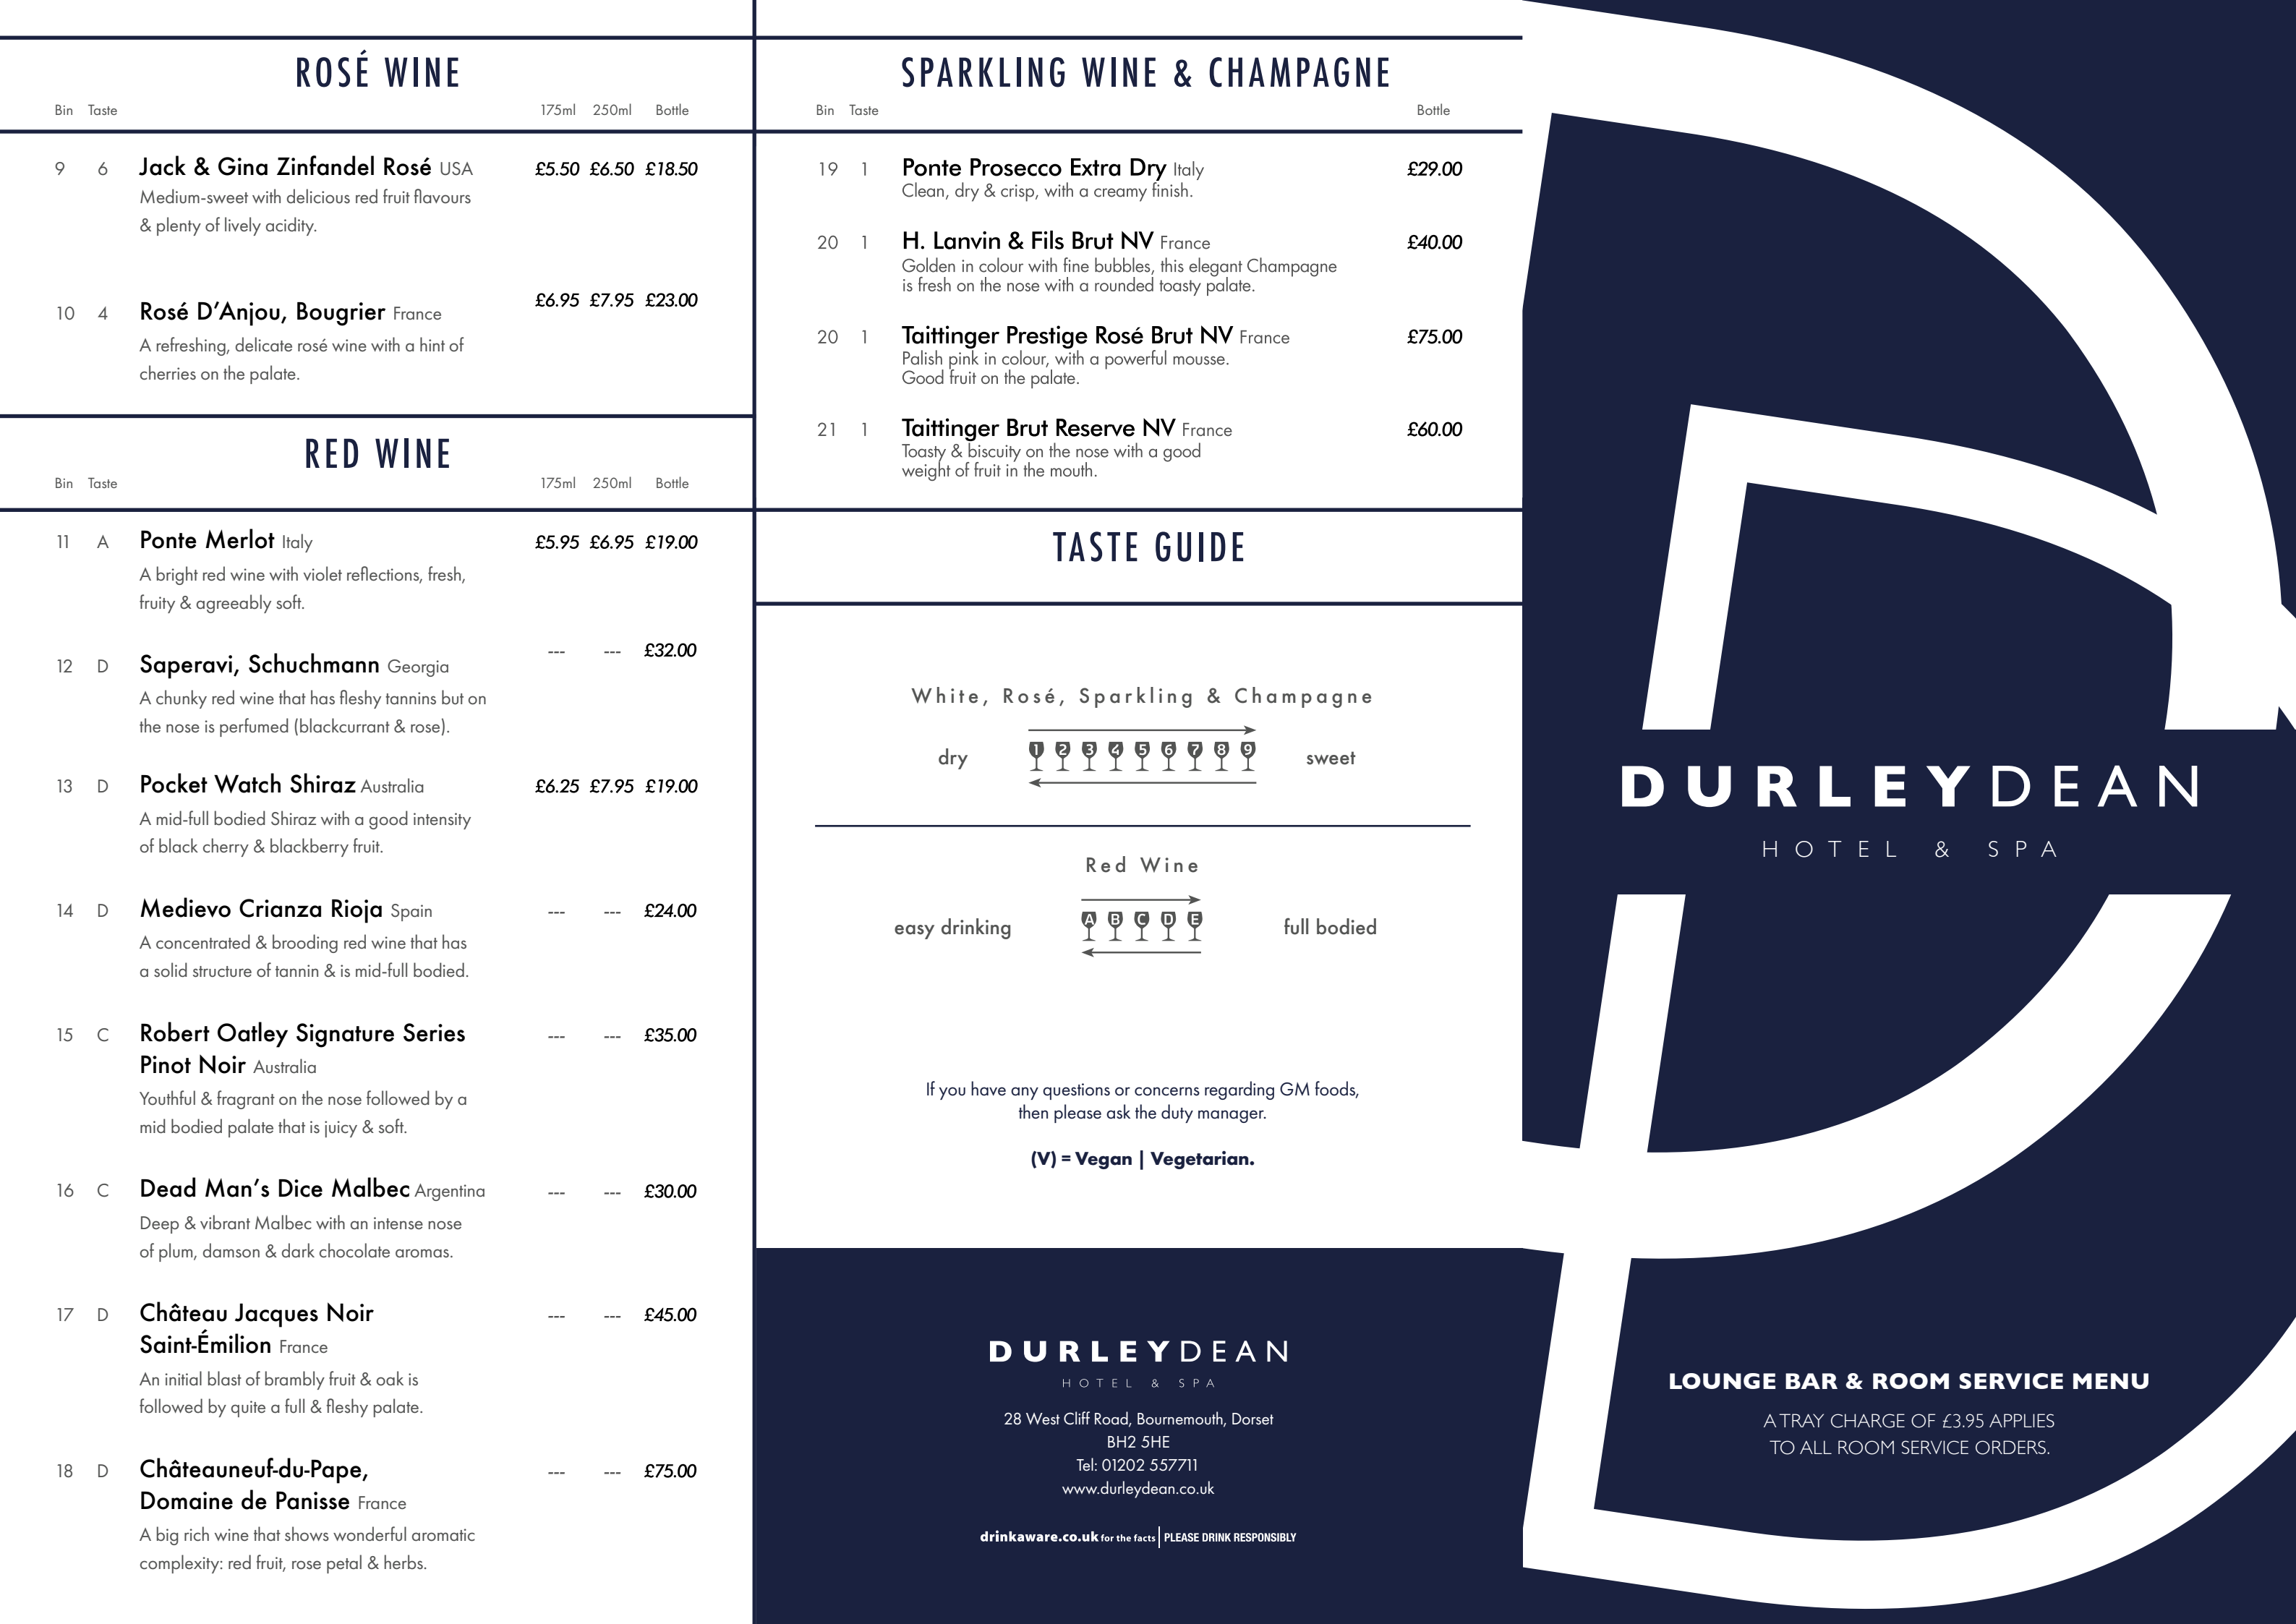 ROSÉ WINE
Bin Taste 175ml 250ml Bottle
9 6 Jack & Gina Zinfandel Rosé USA £5.50 £6.50 £18.50
Medium-sweet with delicious red fruit flavours
& plenty of lively acidity.
10 4 Rosé D’Anjou, Bougrier France £6.95 £7.95 £23.00
A refreshing, delicate rosé wine with a hint of
cherries on the palate.
RED WINE
Bin Taste 175ml 250ml Bottle
11 A Ponte Merlot Italy £5.95 £6.95 £19.00
A bright red wine with violet reflections, fresh,
fruity & agreeably soft.
12 D Saperavi, Schuchmann Georgia --- --- £32.00
A chunky red wine that has fleshy tannins but on
the nose is perfumed (blackcurrant & rose).
13 D Pocket Watch Shiraz Australia £6.25 £7.95 £19.00
A mid-full bodied Shiraz with a good intensity
of black cherry & blackberry fruit.
14 D Medievo Crianza Rioja Spain --- --- £24.00
A concentrated & brooding red wine that has
a solid structure of tannin & is mid-full bodied.
15 C Robert Oatley Signature Series --- --- £35.00
Pinot Noir Australia
Youthful & fragrant on the nose followed by a
mid bodied palate that is juicy & soft.
16 C Dead Man’s Dice Malbec Argentina --- --- £30.00
Deep & vibrant Malbec with an intense nose
of plum, damson & dark chocolate aromas.
17 D Château Jacques Noir --- --- £45.00
Saint-Émilion France
An initial blast of brambly fruit & oak is
followed by quite a full & fleshy palate.
18 D Châteauneuf-du-Pape, --- --- £75.00
Domaine de Panisse France
A big rich wine that shows wonderful aromatic
complexity: red fruit, rose petal & herbs.
SPARKLING WINE & CHAMPAGNE
Bin Taste Bottle
19 1 Ponte Prosecco Extra Dry Italy £29.00
Clean, dry & crisp, with a creamy finish.
20 1 H. Lanvin & Fils Brut NV France £40.00
Golden in colour with fine bubbles, this elegant Champagne
is fresh on the nose with a rounded toasty palate.
20 1 Taittinger Prestige Rosé Brut NV France £75.00
Palish pink in colour, with a powerful mousse.
Good fruit on the palate.
21 1 Taittinger Brut Reserve NV France £60.00
Toasty & biscuity on the nose with a good
weight of fruit in the mouth.
TASTE GUIDE
White, Rosé, Sparkling & Champagne
dry 1 2 3 4 5 6 7 8 9 sweet
Red Wine
easy drinking A B C D E full bodied
If you have any questions or concerns regarding GM foods,
then please ask the duty manager.
(V) = Vegan | Vegetarian.
DURLEYDEAN
HOTEL & SPA
28 West Cliff Road, Bournemouth, Dorset
BH2 5HE
Tel: 01202 557711
www.durleydean.co.uk
drinkaware.co.uk for the facts | PLEASE DRINK RESPONSIBLY
DURLEYDEAN
HOTEL & SPA
LOUNGE BAR & ROOM SERVICE MENU
A TRAY CHARGE OF £3.95 APPLIES
TO ALL ROOM SERVICE ORDERS.